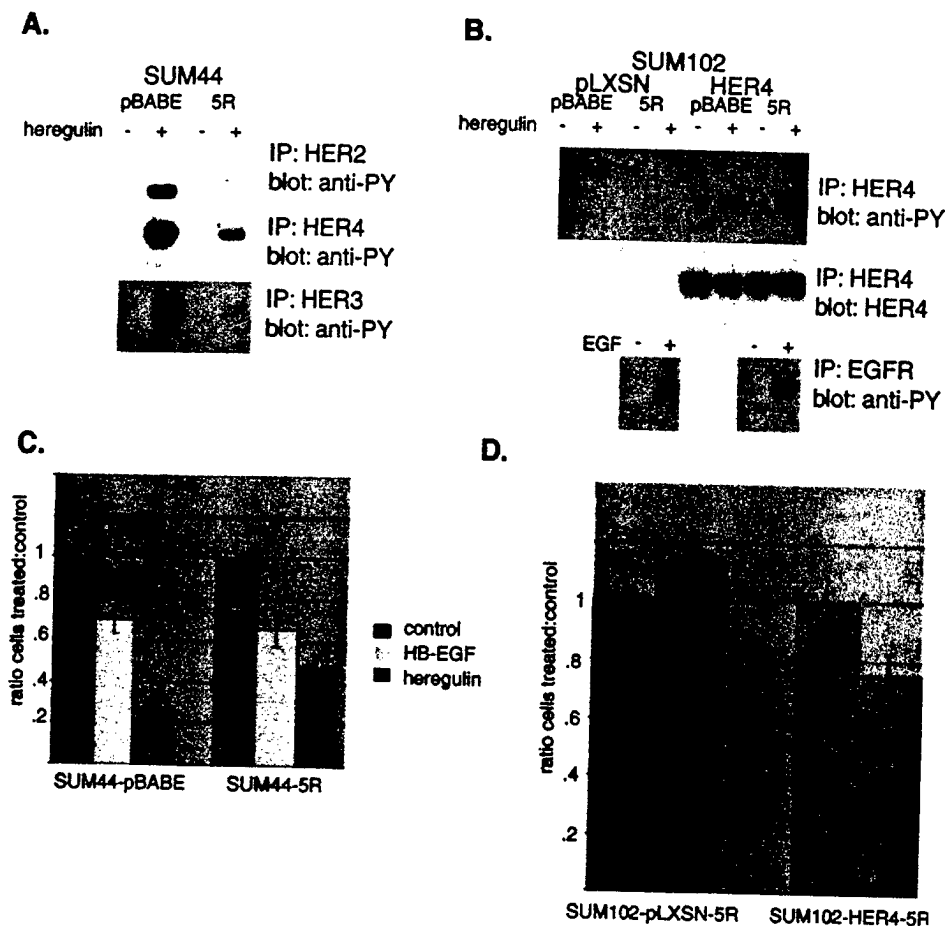 A.
SUM44
pBABE 5R
heregulin - + - +
IP: HER2
blot: anti-PY
IP: HER4
blot: anti-PY
IP: HER3
blot: anti-PY
B.
SUM102
pLXSN HER4
pBABE 5R pBABE 5R
heregulin - + - + - + - +
IP: HER4
blot: anti-PY
IP: HER4
blot: HER4
EGF - + - +
IP: EGFR
blot: anti-PY
C.
ratio cells treated:control
1
.8
.6
.4
.2
SUM44-pBABE SUM44-5R
control
HB-EGF
heregulin
D.
ratio cells treated:control
1
.8
.6
.4
.2
SUM102-pLXSN-5R SUM102-HER4-5R